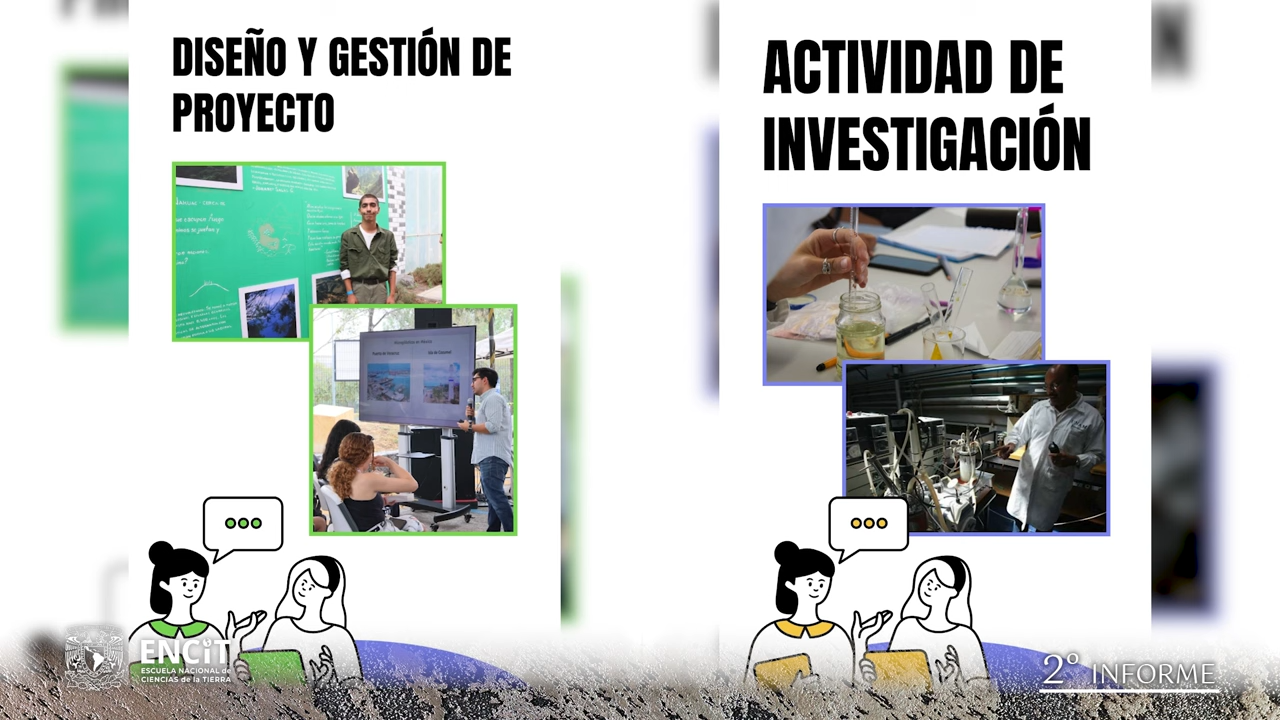 DISEÑO Y GESTIÓN DE
PROYECTO
ACTIVIDAD DE
INVESTIGACIÓN
ENCiT
ESCUELA NACIONAL de
CIENCIAS de la TIERRA
2° INFORME